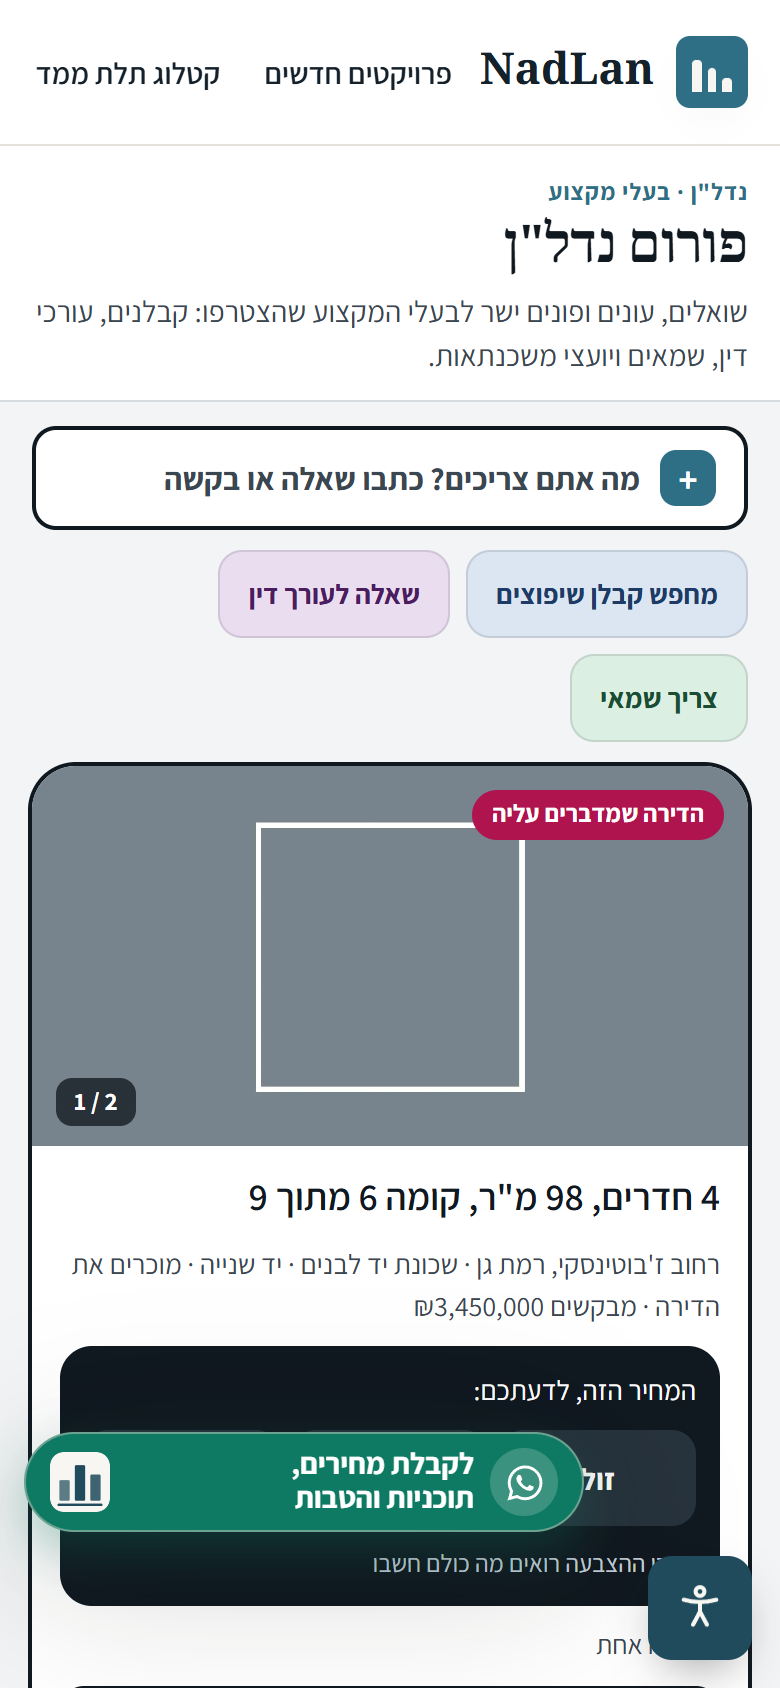 NadLan
פרויקטים חדשים
קטלוג תלת ממד
נדל"ן · בעלי מקצוע
פורום נדל"ן
שואלים, עונים ופונים ישר לבעלי המקצוע שהצטרפו: קבלנים, עורכי
דין, שמאים ויועצי משכנתאות.
+ מה אתם צריכים? כתבו שאלה או בקשה
מחפש קבלן שיפוצים
שאלה לעורך דין
צריך שמאי
הדירה שמדברים עליה
1 / 2
4 חדרים, 98 מ"ר, קומה 6 מתוך 9
רחוב ז'בוטינסקי, רמת גן · שכונת יד לבנים · יד שנייה · מוכרים את
הדירה · מבקשים 3,450,000₪
המחיר הזה, לדעתכם:
זול
לקבלת מחירים,
תוכניות והטבות
ההצבעה רואים מה כולם חשבו
אחת